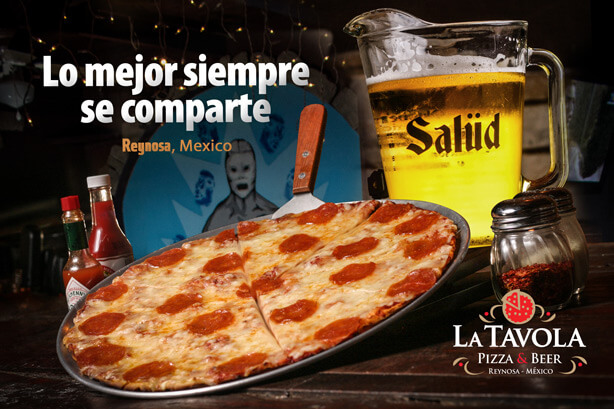 Lo mejor siempre
se comparte
Reynosa, Mexico
Salüd
LA TAVOLA
PIZZA & BEER
REYNOSA - MÉXICO